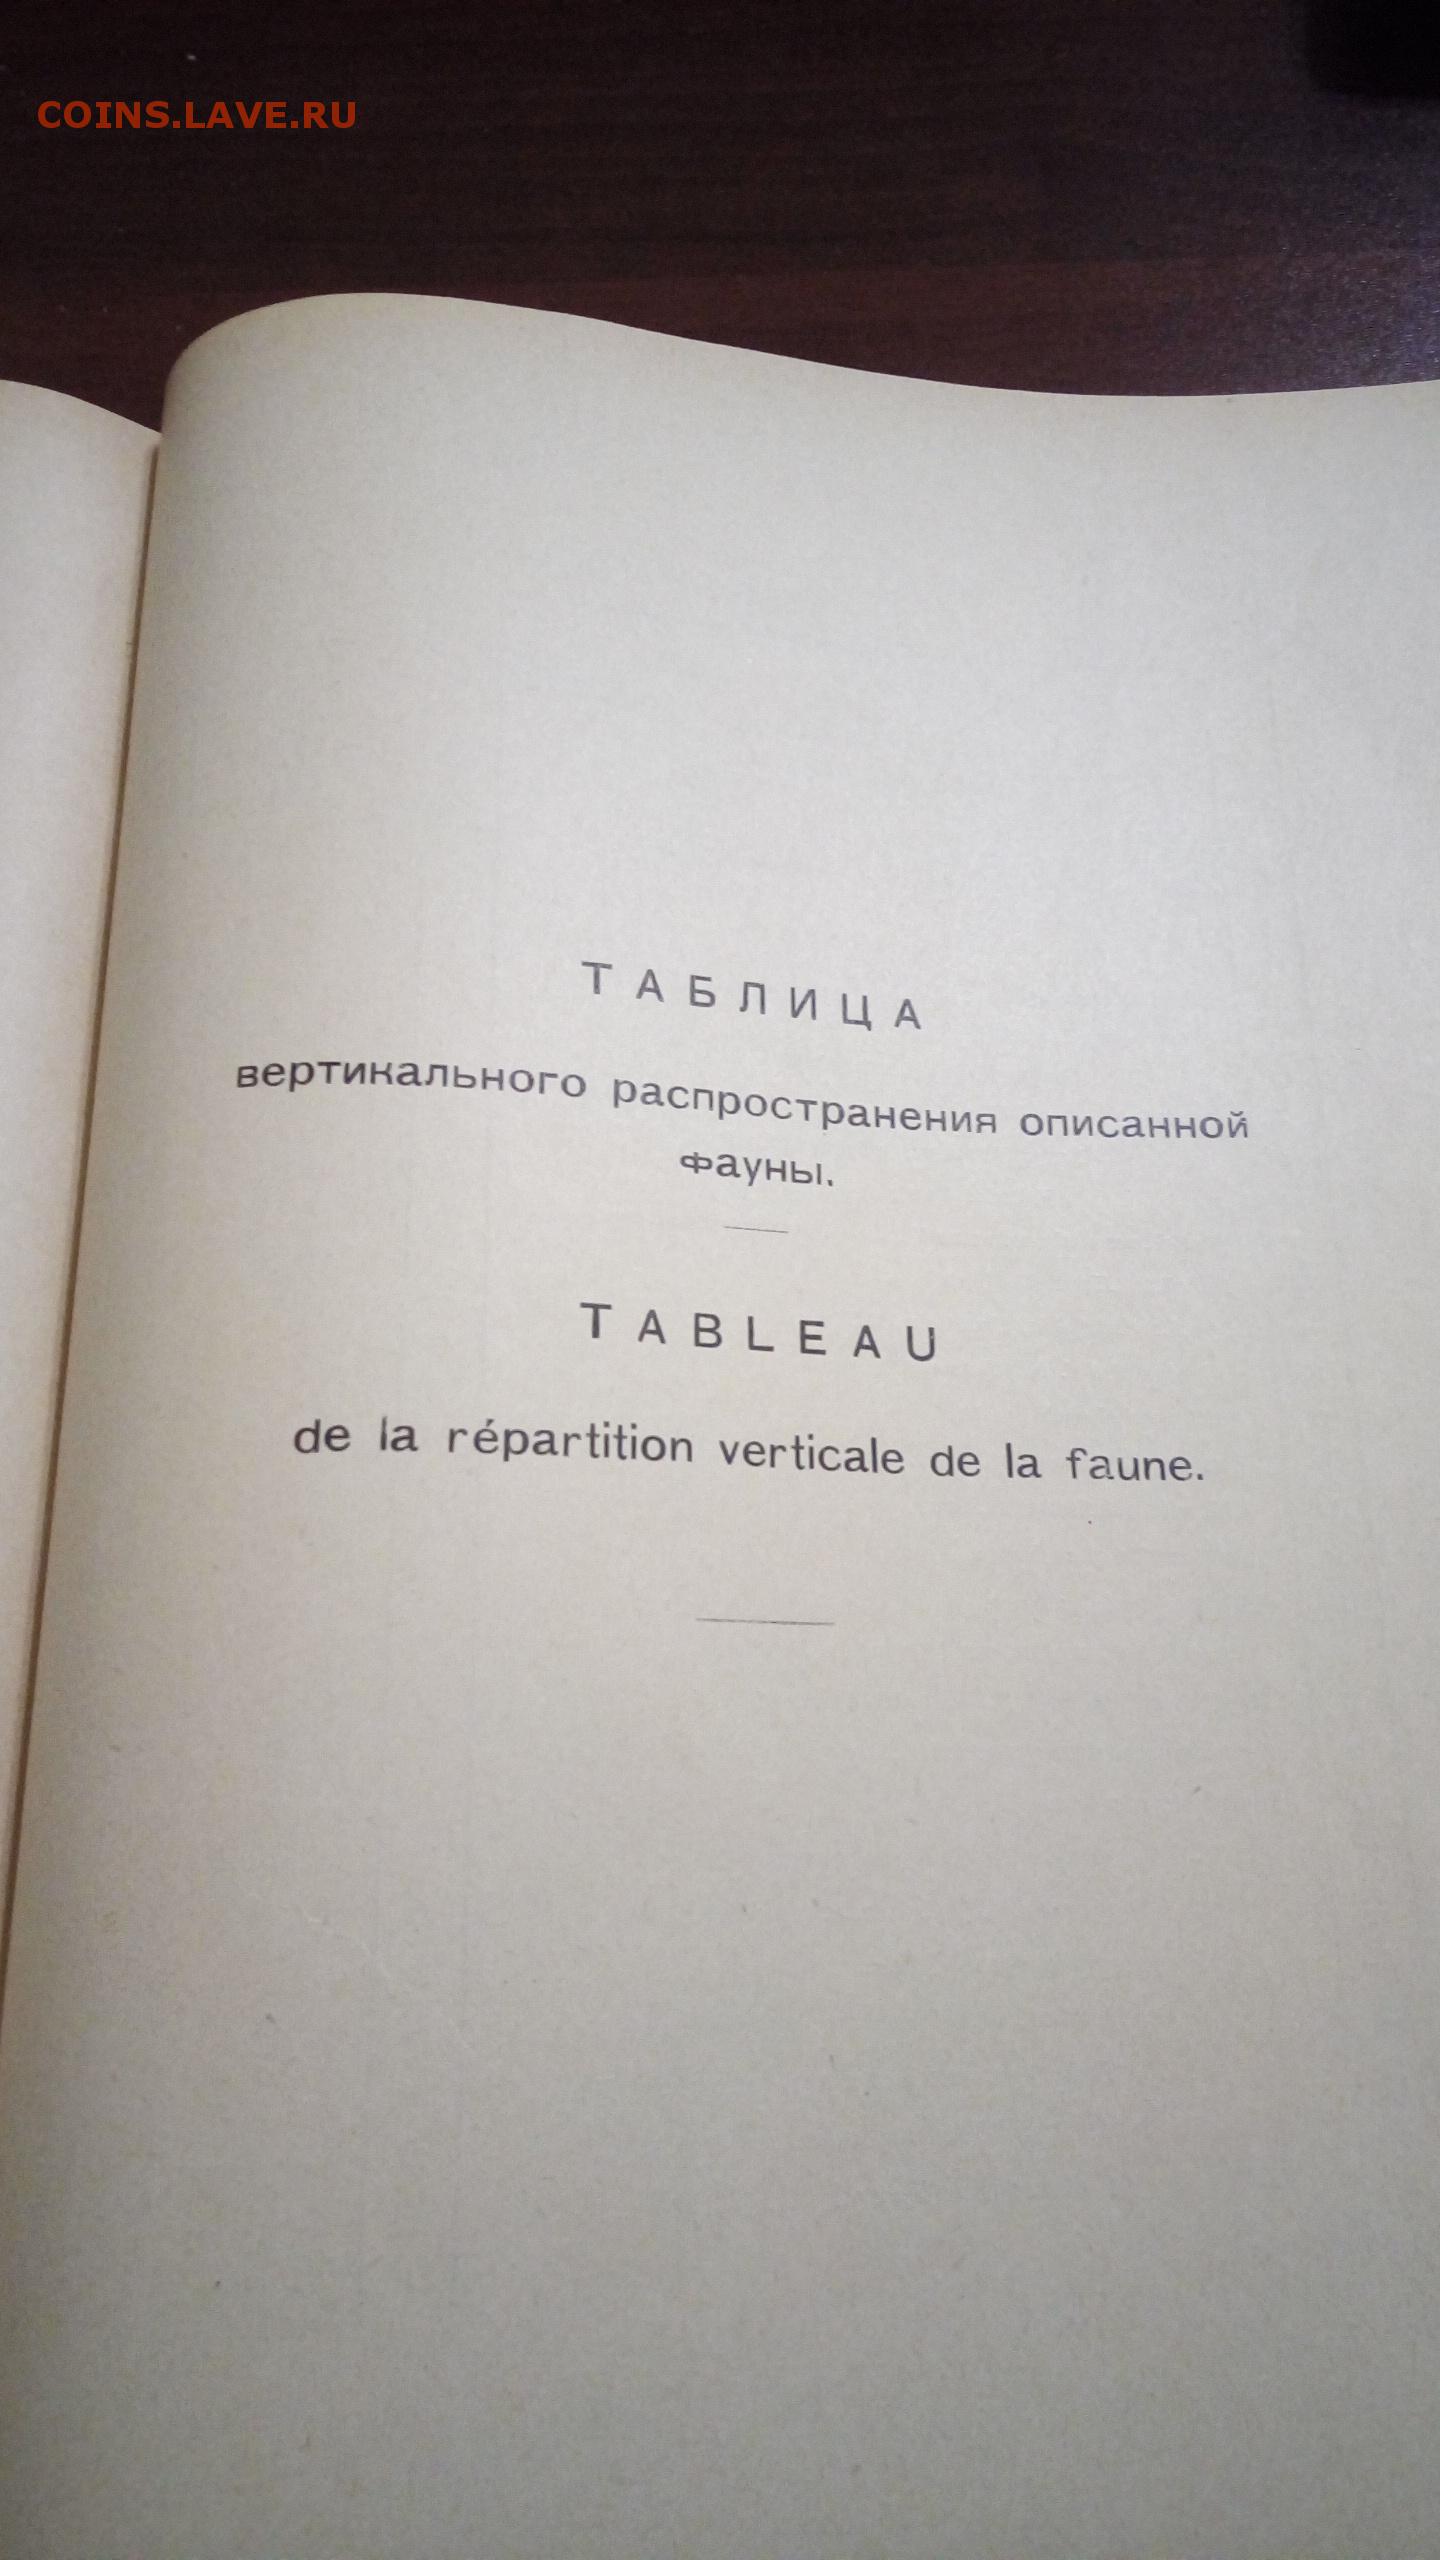 COINS.LAVE.RU
ТАБЛИЦА
вертикального распространения описанной
фауны.
TABLEAU
de la répartition verticale de la faune.